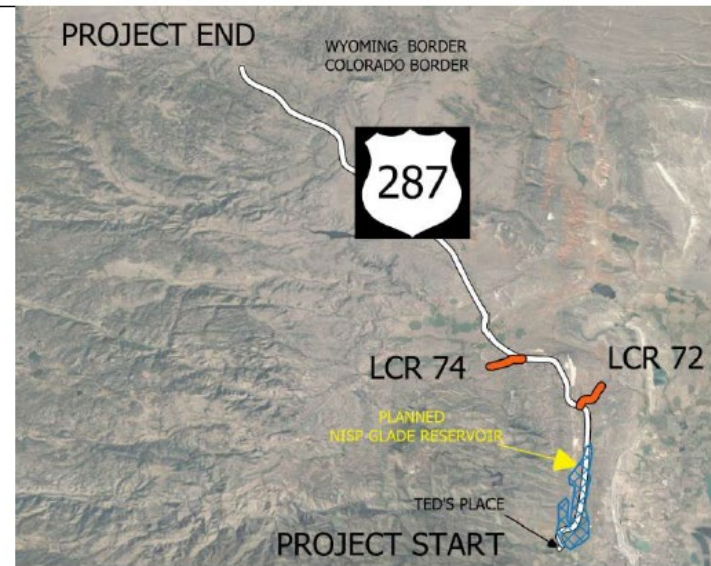 PROJECT END
WYOMING BORDER
COLORADO BORDER
287
LCR 74
LCR 72
PLANNED
NISP-GLADE RESERVOIR
TED'S PLACE
PROJECT START